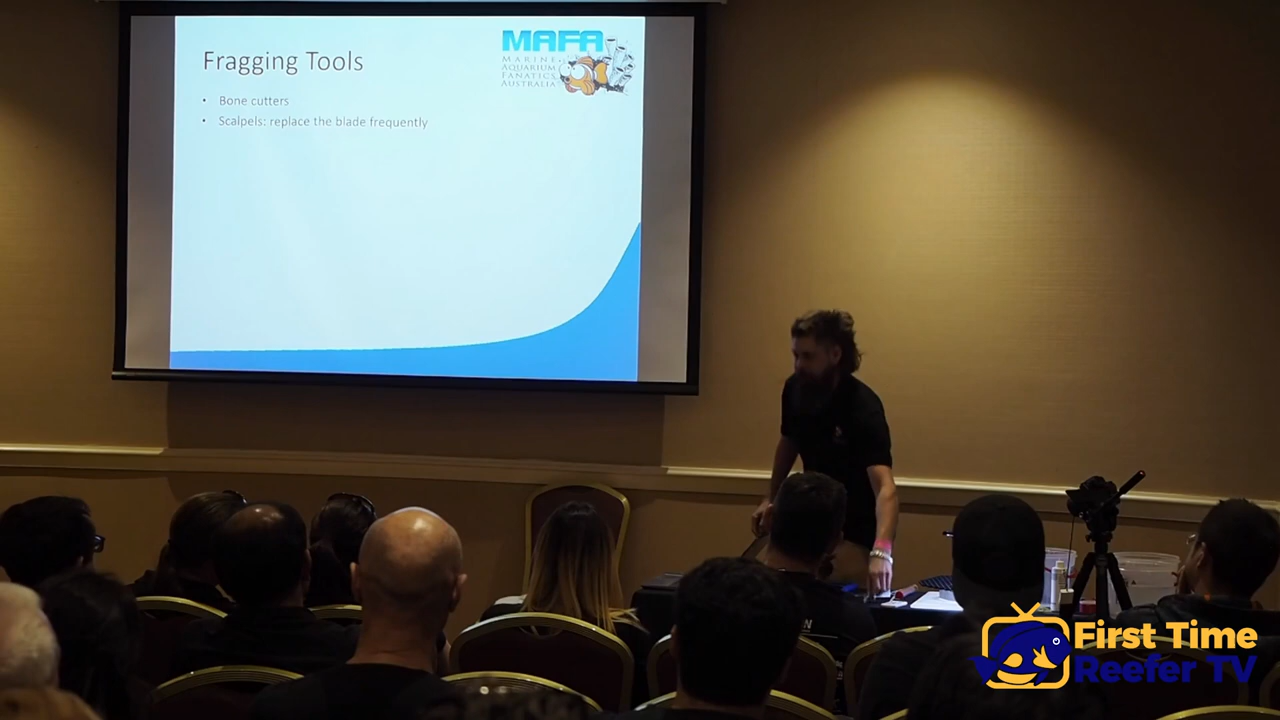 Fragging Tools
MAFA
MARINE
AQUARIUM
FANATICS
AUSTRALIA
• Bone cutters
• Scalpels: replace the blade frequently
First Time
Reefer TV